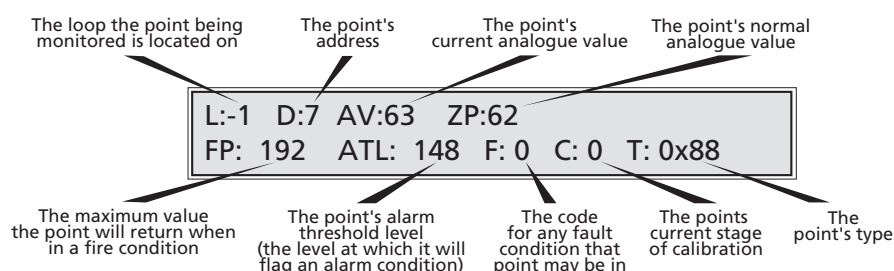 The loop the point being
monitored is located on
The point's
address
The point's
current analogue value
The point's normal
analogue value
L:-1 D:7 AV:63 ZP:62
FP: 192 ATL: 148 F: 0 C: 0 T: 0x88
The maximum value
the point will return when
in a fire condition
The point's alarm
threshold level
(the level at which it will
flag an alarm condition)
The code
for any fault
condition that
point may be in
The points
current stage
of calibration
The
point's type